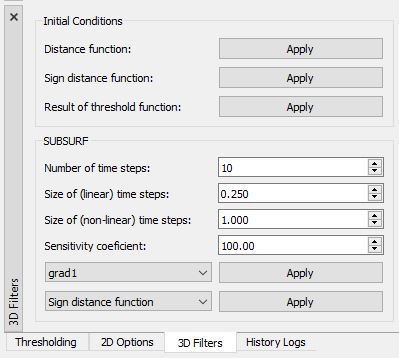 Initial Conditions
Distance function: Apply
Sign distance function: Apply
Result of threshold function: Apply
SUBSURF
Number of time steps: 10
Size of (linear) time steps: 0.250
Size of (non-linear) time steps: 1.000
Sensitivity coeficient: 100.00
grad1 Apply
Sign distance function Apply
3D Filters
Thresholding 2D Options 3D Filters History Logs